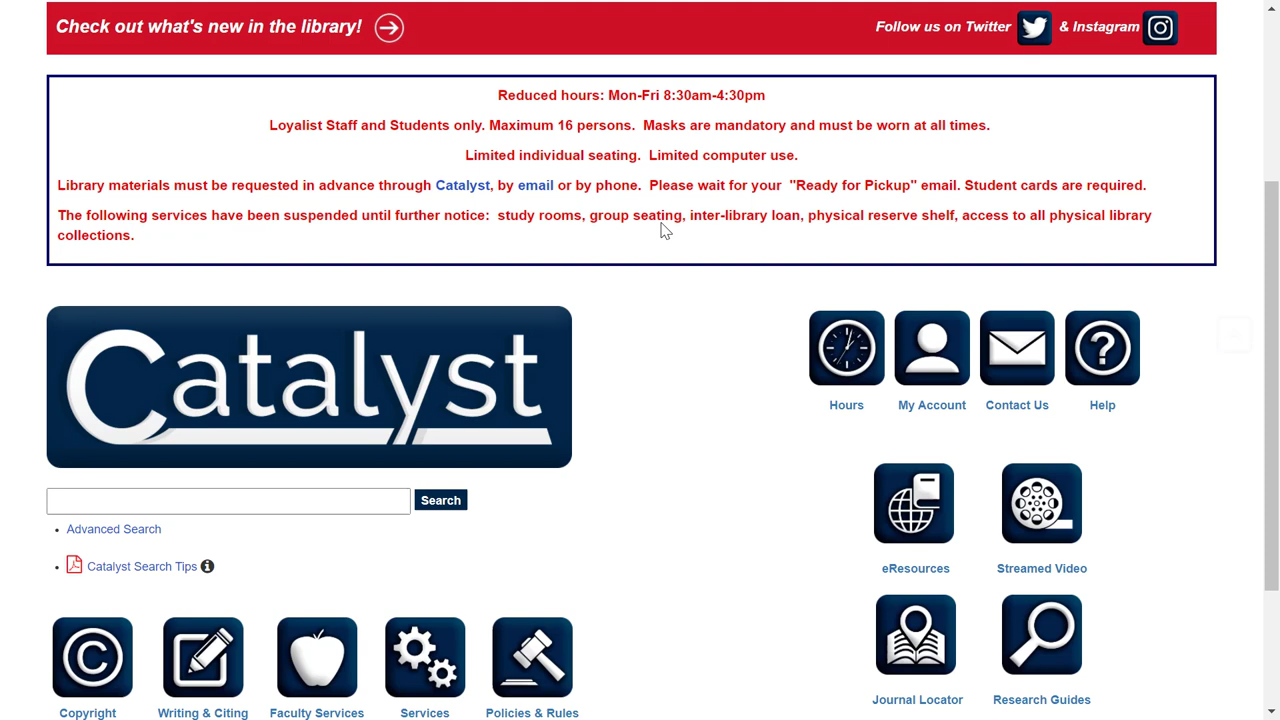 Check out what's new in the library!
Follow us on Twitter & Instagram
Reduced hours: Mon-Fri 8:30am-4:30pm
Loyalist Staff and Students only. Maximum 16 persons. Masks are mandatory and must be worn at all times.
Limited individual seating. Limited computer use.
Library materials must be requested in advance through Catalyst, by email or by phone. Please wait for your "Ready for Pickup" email. Student cards are required.
The following services have been suspended until further notice: study rooms, group seating, inter-library loan, physical reserve shelf, access to all physical library
collections.
Catalyst
Hours
My Account
Contact Us
Help
Search
Advanced Search
Catalyst Search Tips
eResources
Streamed Video
Journal Locator
Research Guides
Copyright
Writing & Citing
Faculty Services
Services
Policies & Rules